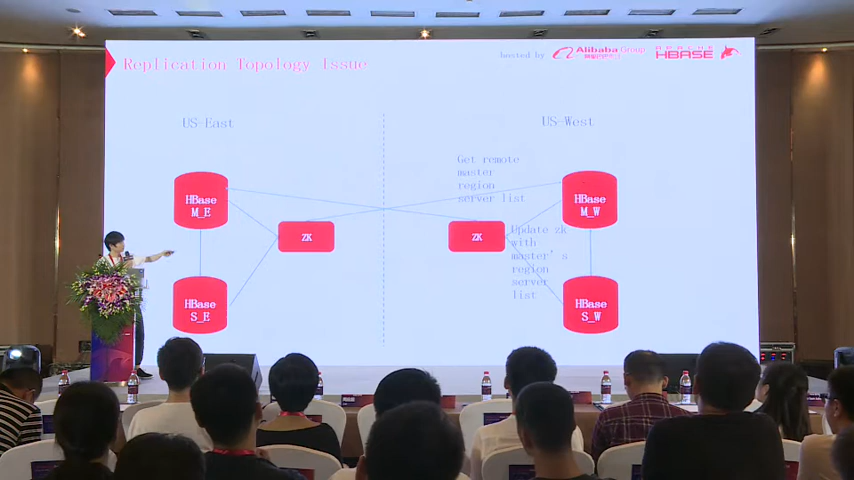 Replication Topology Issue
hosted by
Alibaba Group
APACHE
HBASE
US-East
US-West
Get remote
master
region
server list
HBase
M_E
HBase
M_W
ZK
ZK
Update zk
with
master's
region
server
list
HBase
S_E
HBase
S_W